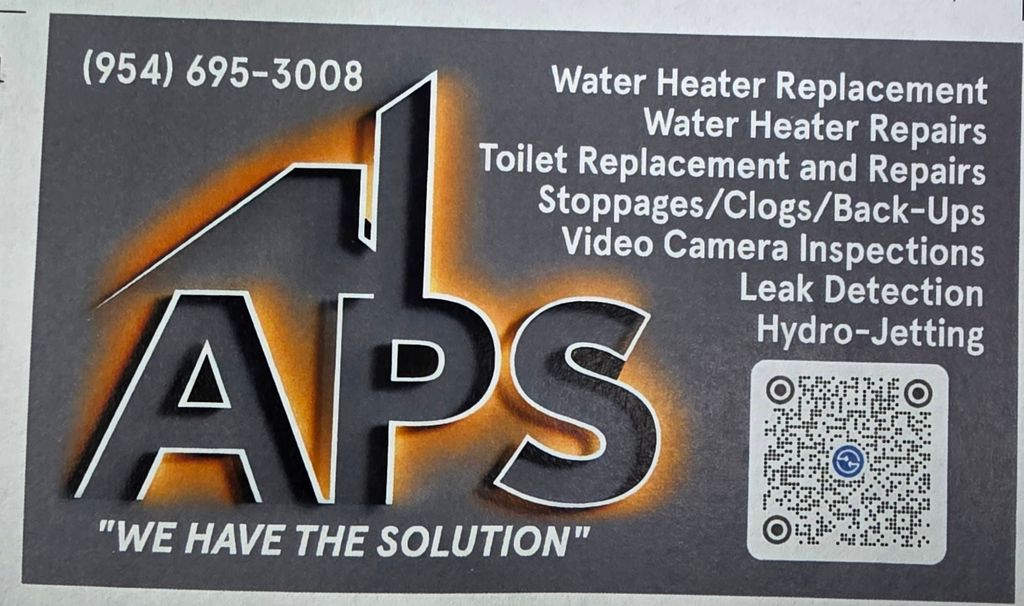 (954) 695-3008
Water Heater Replacement
Water Heater Repairs
Toilet Replacement and Repairs
Stoppages/Clogs/Back-Ups
Video Camera Inspections
Leak Detection
Hydro-Jetting
APS
"WE HAVE THE SOLUTION"